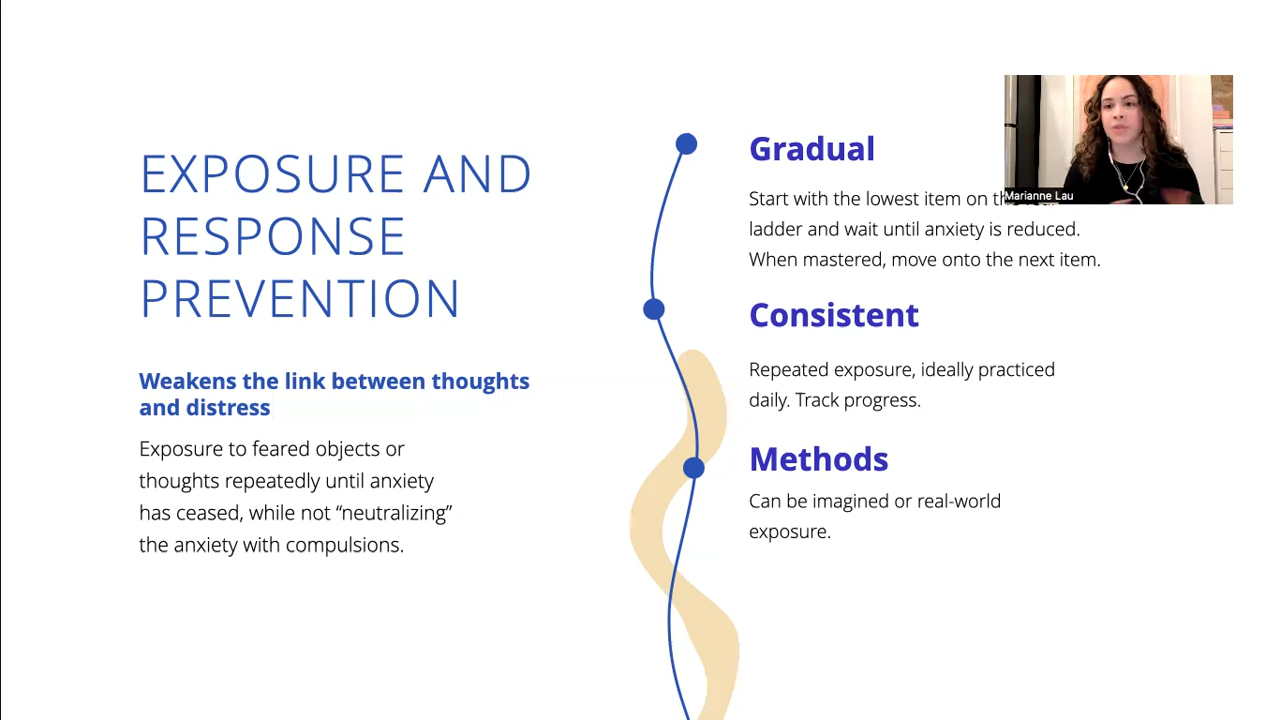 EXPOSURE AND
RESPONSE
PREVENTION
Weakens the link between thoughts
and distress
Exposure to feared objects or
thoughts repeatedly until anxiety
has ceased, while not “neutralizing”
the anxiety with compulsions.
Gradual
Start with the lowest item on
ladder and wait until anxiety is reduced.
When mastered, move onto the next item.
Consistent
Repeated exposure, ideally practiced
daily. Track progress.
Methods
Can be imagined or real-world
exposure.
Marianne Lau